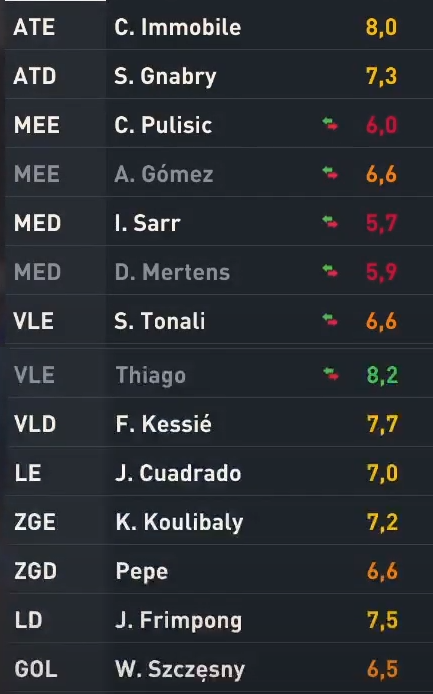 ATE C. Immobile 8,0
ATD S. Gnabry 7,3
MEE C. Pulisic 6,0
MEE A. Gómez 6,6
MED I. Sarr 5,7
MED D. Mertens 5,9
VLE S. Tonali 6,6
VLE Thiago 8,2
VLD F. Kessié 7,7
LE J. Cuadrado 7,0
ZGE K. Koulibaly 7,2
ZGD Pepe 6,6
LD J. Frimpong 7,5
GOL W. Szczęsny 6,5